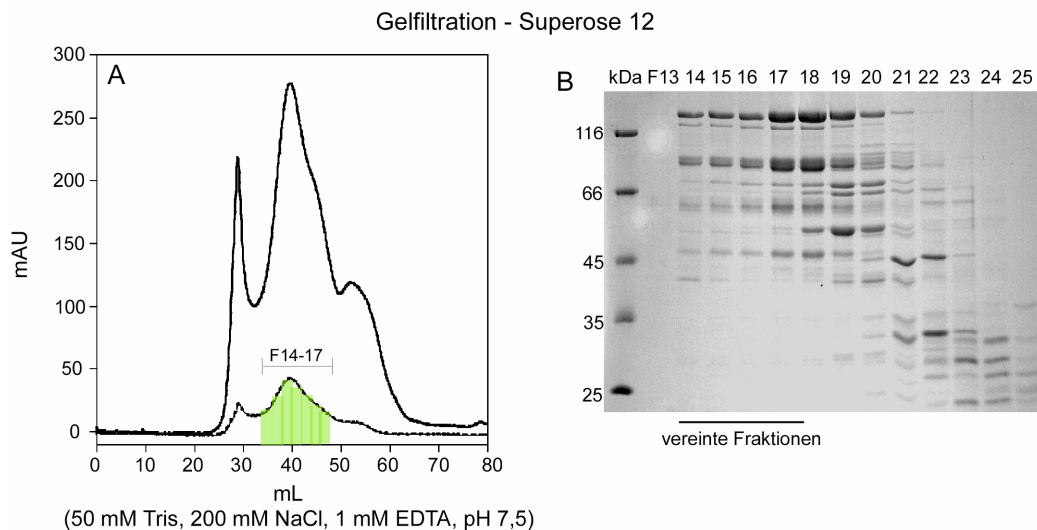 Gelfiltration - Superose 12
A
300
250
200
150
100
50
0
mAU
F14-17
0 10 20 30 40 50 60 70 80
mL
(50 mM Tris, 200 mM NaCl, 1 mM EDTA, pH 7,5)
B
kDa F13 14 15 16 17 18 19 20 21 22 23 24 25
116
66
45
35
25
vereinte Fraktionen